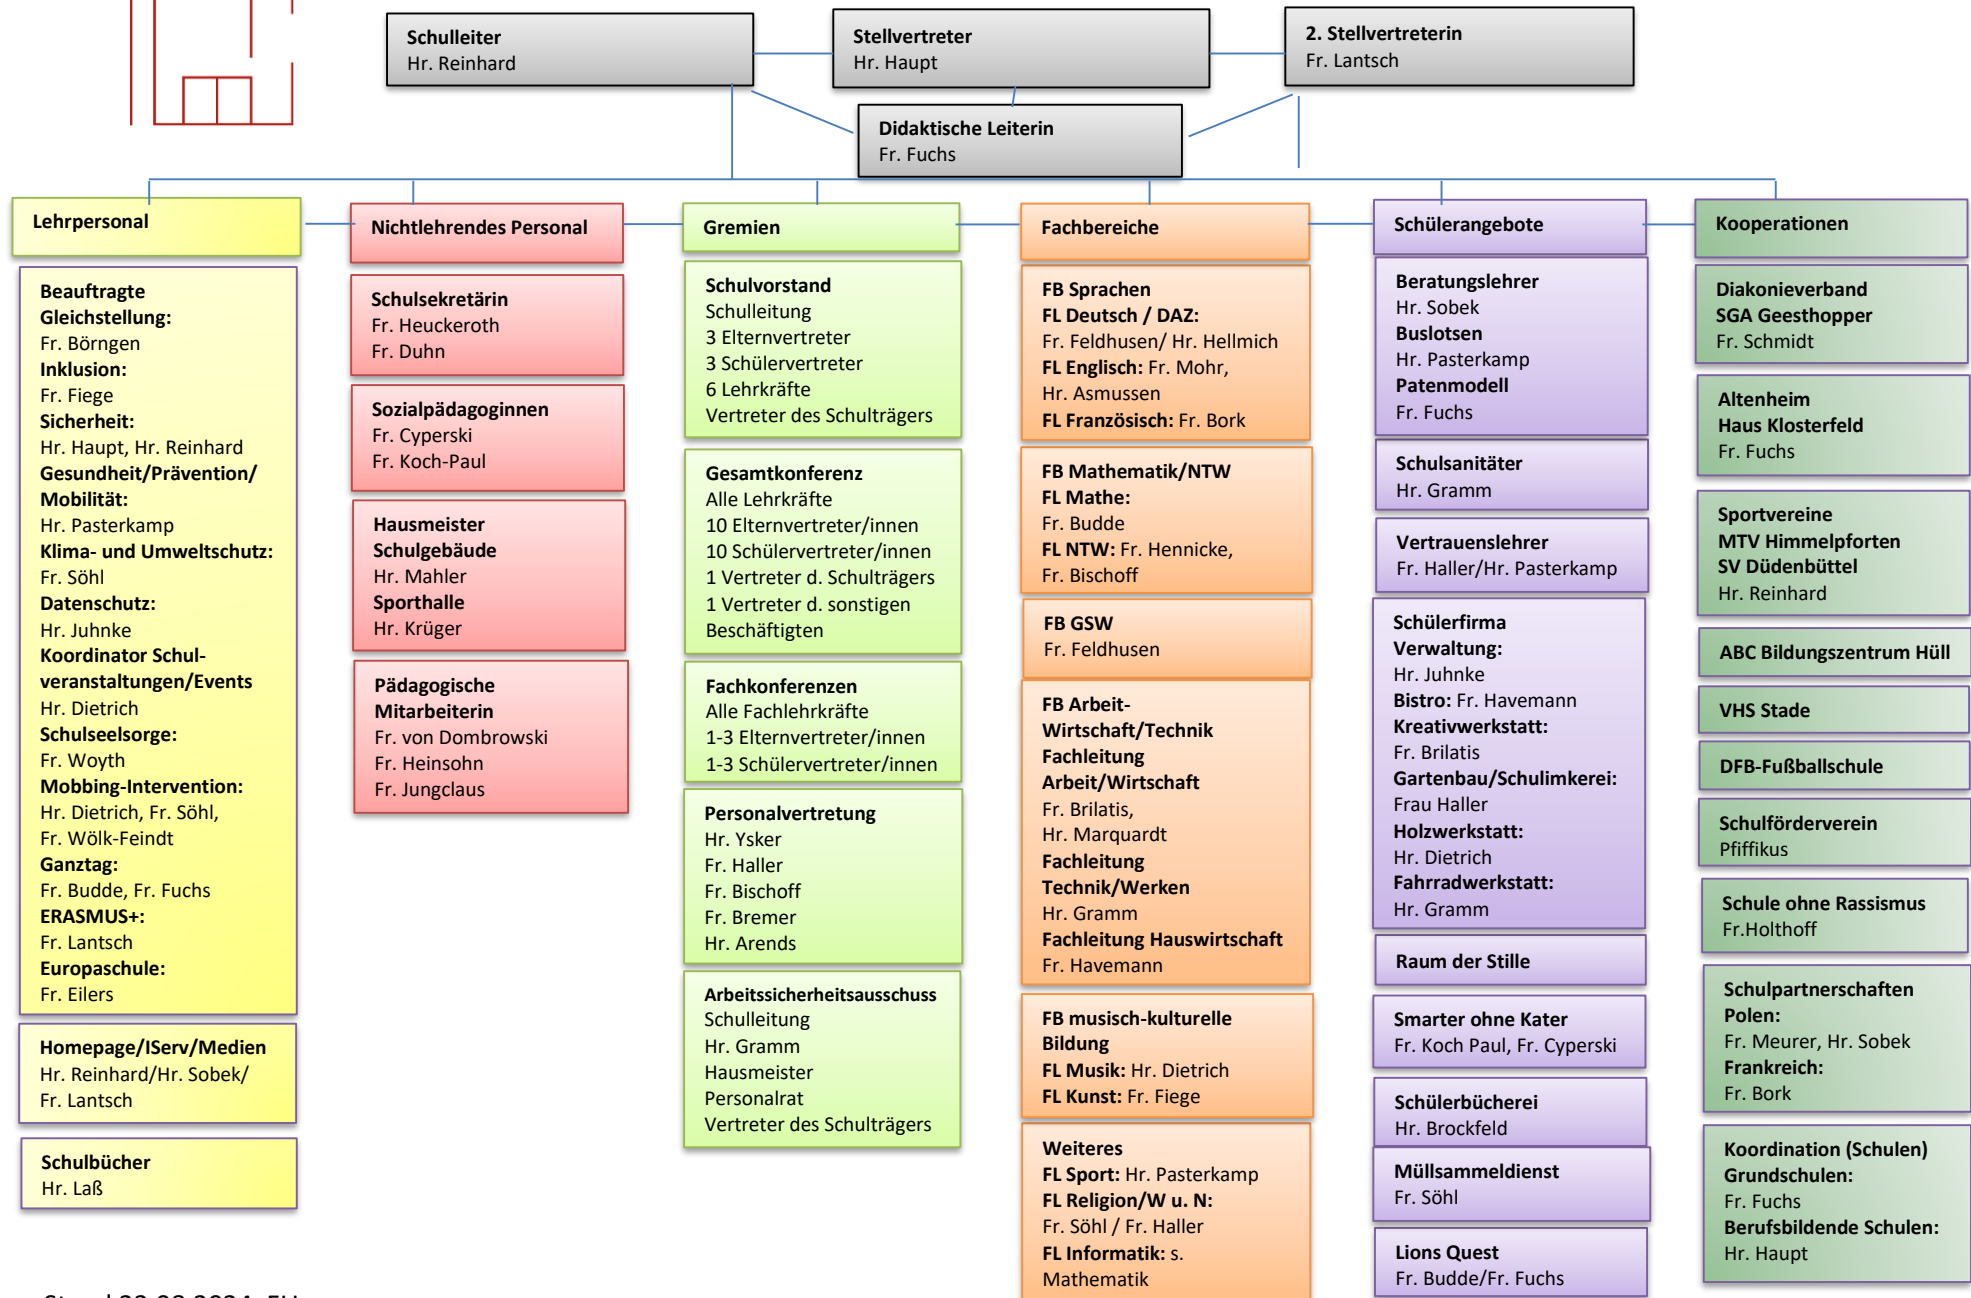 Schulleiter
Hr. Reinhard
Stellvertreter
Hr. Haupt
2. Stellvertreterin
Fr. Lantsch
Didaktische Leiterin
Fr. Fuchs
Lehrpersonal
Beauftragte
Gleichstellung:
Fr. Börngen
Inklusion:
Fr. Fiege
Sicherheit:
Hr. Haupt, Hr. Reinhard
Gesundheit/Prävention/
Mobilität:
Hr. Pasterkamp
Klima- und Umweltschutz:
Fr. Söhl
Datenschutz:
Hr. Juhnke
Koordinator Schul-
veranstaltungen/Events
Hr. Dietrich
Schulseelsorge:
Fr. Woyth
Mobbing-Intervention:
Hr. Dietrich, Fr. Söhl,
Fr. Wölk-Feindt
Ganztag:
Fr. Budde, Fr. Fuchs
ERASMUS+:
Fr. Lantsch
Europaschule:
Fr. Eilers
Homepage/IServ/Medien
Hr. Reinhard/Hr. Sobek/
Fr. Lantsch
Schulbücher
Hr. Laß
Nichtlehrendes Personal
Schulsekretärin
Fr. Heuckeroth
Fr. Duhn
Sozialpädagoginnen
Fr. Cyperski
Fr. Koch-Paul
Hausmeister
Schulgebäude
Hr. Mahler
Sporthalle
Hr. Krüger
Pädagogische
Mitarbeiterin
Fr. von Dombrowski
Fr. Heinsohn
Fr. Jungclaus
Gremien
Schulvorstand
Schulleitung
3 Elternvertreter
3 Schülervertreter
6 Lehrkräfte
Vertreter des Schulträgers
Gesamtkonferenz
Alle Lehrkräfte
10 Elternvertreter/innen
10 Schülervertreter/innen
1 Vertreter d. Schulträgers
1 Vertreter d. sonstigen
Beschäftigten
Fachkonferenzen
Alle Fachlehrkräfte
1-3 Elternvertreter/innen
1-3 Schülervertreter/innen
Personalvertretung
Hr. Ysker
Fr. Haller
Fr. Bischoff
Fr. Bremer
Hr. Arends
Arbeitssicherheitsausschuss
Schulleitung
Hr. Gramm
Hausmeister
Personalrat
Vertreter des Schulträgers
Fachbereiche
FB Sprachen
FL Deutsch / DAZ:
Fr. Feldhusen/ Hr. Hellmich
FL Englisch: Fr. Mohr,
Hr. Asmussen
FL Französisch: Fr. Bork
FB Mathematik/NTW
FL Mathe:
Fr. Budde
FL NTW: Fr. Hennicke,
Fr. Bischoff
FB GSW
Fr. Feldhusen
FB Arbeit-
Wirtschaft/Technik
Fachleitung
Arbeit/Wirtschaft
Fr. Brilatis,
Hr. Marquardt
Fachleitung
Technik/Werken
Hr. Gramm
Fachleitung Hauswirtschaft
Fr. Havemann
FB musisch-kulturelle
Bildung
FL Musik: Hr. Dietrich
FL Kunst: Fr. Fiege
Weiteres
FL Sport: Hr. Pasterkamp
FL Religion/W u. N:
Fr. Söhl / Fr. Haller
FL Informatik: s.
Mathematik
Schülerangebote
Beratungslehrer
Hr. Sobek
Buslotsen
Hr. Pasterkamp
Patenmodell
Fr. Fuchs
Schulsanitäter
Hr. Gramm
Vertrauenslehrer
Fr. Haller/Hr. Pasterkamp
Schülerfirma
Verwaltung:
Hr. Juhnke
Bistro: Fr. Havemann
Kreativwerkstatt:
Fr. Brilatis
Gartenbau/Schulimkerei:
Frau Haller
Holzwerkstatt:
Hr. Dietrich
Fahrradwerkstatt:
Hr. Gramm
Raum der Stille
Smarter ohne Kater
Fr. Koch Paul, Fr. Cyperski
Schülerbücherei
Hr. Brockfeld
Müllsammeldienst
Fr. Söhl
Lions Quest
Fr. Budde/Fr. Fuchs
Kooperationen
Diakonieverband
SGA Geesthopper
Fr. Schmidt
Altenheim
Haus Klosterfeld
Fr. Fuchs
Sportvereine
MTV Himmelpforten
SV Düdenbüttel
Hr. Reinhard
ABC Bildungszentrum Hüll
VHS Stade
DFB-Fußballschule
Schulförderverein
Pfiffikus
Schule ohne Rassismus
Fr.Holthoff
Schulpartnerschaften
Polen:
Fr. Meurer, Hr. Sobek
Frankreich:
Fr. Bork
Koordination (Schulen)
Grundschulen:
Fr. Fuchs
Berufsbildende Schulen:
Hr. Haupt